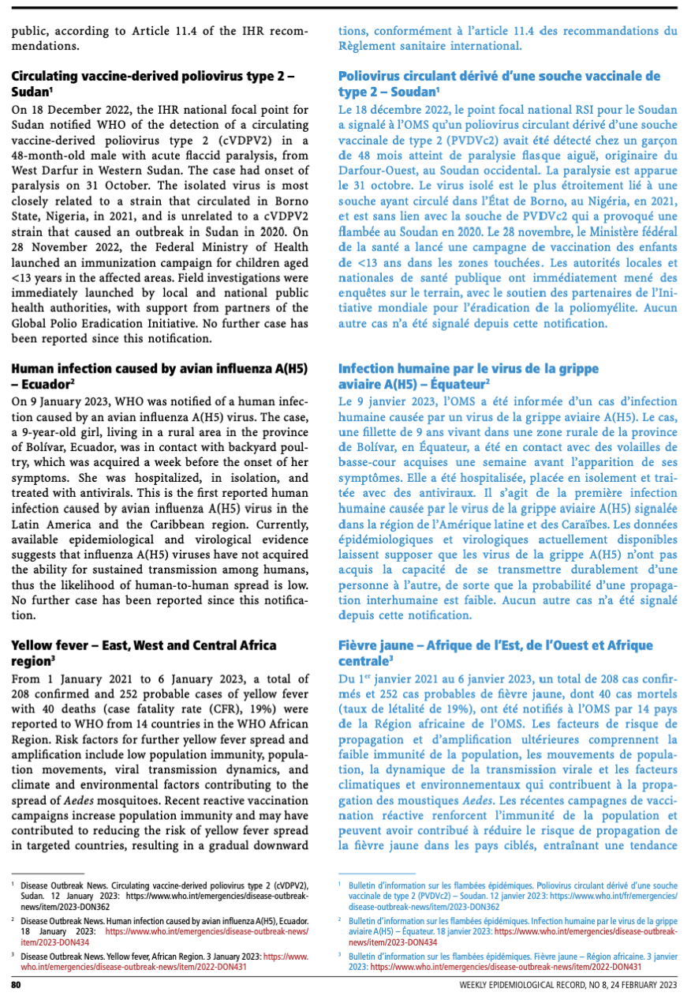 public, according to Article 11.4 of the IHR recom-
mendations.
Circulating vaccine-derived poliovirus type 2 –
Sudan¹
On 18 December 2022, the IHR national focal point for
Sudan notified WHO of the detection of a circulating
vaccine-derived poliovirus type 2 (cVDPV2) in a
48-month-old male with acute flaccid paralysis, from
West Darfur in Western Sudan. The case had onset of
paralysis on 31 October. The isolated virus is most
closely related to a strain that circulated in Borno
State, Nigeria, in 2021, and is unrelated to a cVDPV2
strain that caused an outbreak in Sudan in 2020. On
28 November 2022, the Federal Ministry of Health
launched an immunization campaign for children aged
<13 years in the affected areas. Field investigations were
immediately launched by local and national public
health authorities, with support from partners of the
Global Polio Eradication Initiative. No further case has
been reported since this notification.
Human infection caused by avian influenza A(H5)
– Ecuador²
On 9 January 2023, WHO was notified of a human infec-
tion caused by an avian influenza A(H5) virus. The case,
a 9-year-old girl, living in a rural area in the province
of Bolívar, Ecuador, was in contact with backyard poul-
try, which was acquired a week before the onset of her
symptoms. She was hospitalized, in isolation, and
treated with antivirals. This is the first reported human
infection caused by avian influenza A(H5) virus in the
Latin America and the Caribbean region. Currently,
available epidemiological and virological evidence
suggests that influenza A(H5) viruses have not acquired
the ability for sustained transmission among humans,
thus the likelihood of human-to-human spread is low.
No further case has been reported since this notifica-
tion.
Yellow fever – East, West and Central Africa
region³
From 1 January 2021 to 6 January 2023, a total of
208 confirmed and 252 probable cases of yellow fever
with 40 deaths (case fatality rate (CFR), 19%) were
reported to WHO from 14 countries in the WHO African
Region. Risk factors for further yellow fever spread and
amplification include low population immunity, popula-
tion movements, viral transmission dynamics, and
climate and environmental factors contributing to the
spread of Aedes mosquitoes. Recent reactive vaccination
campaigns increase population immunity and may have
contributed to reducing the risk of yellow fever spread
in targeted countries, resulting in a gradual downward
¹ Disease Outbreak News. Circulating vaccine-derived poliovirus type 2 (cVDPV2),
Sudan. 12 January 2023: https://www.who.int/emergencies/disease-outbreak-
news/item/2023-DON362
² Disease Outbreak News. Human infection caused by avian influenza A(H5), Ecuador.
18 January 2023: https://www.who.int/emergencies/disease-outbreak-news/
item/2023-DON434
³ Disease Outbreak News. Yellow fever, African Region. 3 January 2023: https://www.
who.int/emergencies/disease-outbreak-news/item/2022-DON431
tions, conformément à l’article 11.4 des recommandations du
Règlement sanitaire international.
Poliovirus circulant dérivé d’une souche vaccinale de
type 2 – Soudan¹
Le 18 décembre 2022, le point focal national RSI pour le Soudan
a signalé à l’OMS qu’un poliovirus circulant dérivé d’une souche
vaccinale de type 2 (PVDVc2) avait été détecté chez un garçon
de 48 mois atteint de paralysie flasque aiguë, originaire du
Darfour-Ouest, au Soudan occidental. La paralysie est apparue
le 31 octobre. Le virus isolé est le plus étroitement lié à une
souche ayant circulé dans l’État de Borno, au Nigéria, en 2021,
et est sans lien avec la souche de PVDVc2 qui a provoqué une
flambée au Soudan en 2020. Le 28 novembre, le Ministère fédéral
de la santé a lancé une campagne de vaccination des enfants
de <13 ans dans les zones touchées. Les autorités locales et
nationales de santé publique ont immédiatement mené des
enquêtes sur le terrain, avec le soutien des partenaires de l’Ini-
tiative mondiale pour l’éradication de la poliomyélite. Aucun
autre cas n’a été signalé depuis cette notification.
Infection humaine par le virus de la grippe
aviaire A(H5) – Équateur²
Le 9 janvier 2023, l’OMS a été informée d’un cas d’infection
humaine causée par un virus de la grippe aviaire A(H5). Le cas,
une fillette de 9 ans vivant dans une zone rurale de la province
de Bolívar, en Équateur, a été en contact avec des volailles de
basse-cour acquises une semaine avant l’apparition de ses
symptômes. Elle a été hospitalisée, placée en isolement et trai-
tée avec des antiviraux. Il s’agit de la première infection
humaine causée par le virus de la grippe aviaire A(H5) signalée
dans la région de l’Amérique latine et des Caraïbes. Les données
épidémiologiques et virologiques actuellement disponibles
laissent supposer que les virus de la grippe A(H5) n’ont pas
acquis la capacité de se transmettre durablement d’une
personne à l’autre, de sorte que la probabilité d’une propaga-
tion interhumaine est faible. Aucun autre cas n’a été signalé
depuis cette notification.
Fièvre jaune – Afrique de l’Est, de l’Ouest et Afrique
centrale³
Du 1er janvier 2021 au 6 janvier 2023, un total de 208 cas confir-
més et 252 cas probables de fièvre jaune, dont 40 cas mortels
(taux de létalité de 19%), ont été notifiés à l’OMS par 14 pays
de la Région africaine de l’OMS. Les facteurs de risque de
propagation et d’amplification ultérieures comprennent la
faible immunité de la population, les mouvements de popula-
tion, la dynamique de la transmission virale et les facteurs
climatiques et environnementaux qui contribuent à la propa-
gation des moustiques Aedes. Les récentes campagnes de vacci-
nation réactive renforcent l’immunité de la population et
peuvent avoir contribué à réduire le risque de propagation de
la fièvre jaune dans les pays ciblés, entraînant une tendance
¹ Bulletin d’information sur les flambées épidémiques. Poliovirus circulant dérivé d’une souche
vaccinale de type 2 (PVDVc2) – Soudan. 12 janvier 2023: https://www.who.int/fr/emergencies/
disease-outbreak-news/item/2023-DON362
² Bulletin d’information sur les flambées épidémiques. Infection humaine par le virus de la grippe
aviaire A(H5) – Équateur. 18 janvier 2023: https://www.who.int/emergencies/disease-outbreak-
news/item/2023-DON434
³ Bulletin d’information sur les flambées épidémiques. Fièvre jaune – Région africaine. 3 janvier
2023: https://www.who.int/emergencies/disease-outbreak-news/item/2022-DON431
80
WEEKLY EPIDEMIOLOGICAL RECORD, NO 8, 24 FEBRUARY 2023